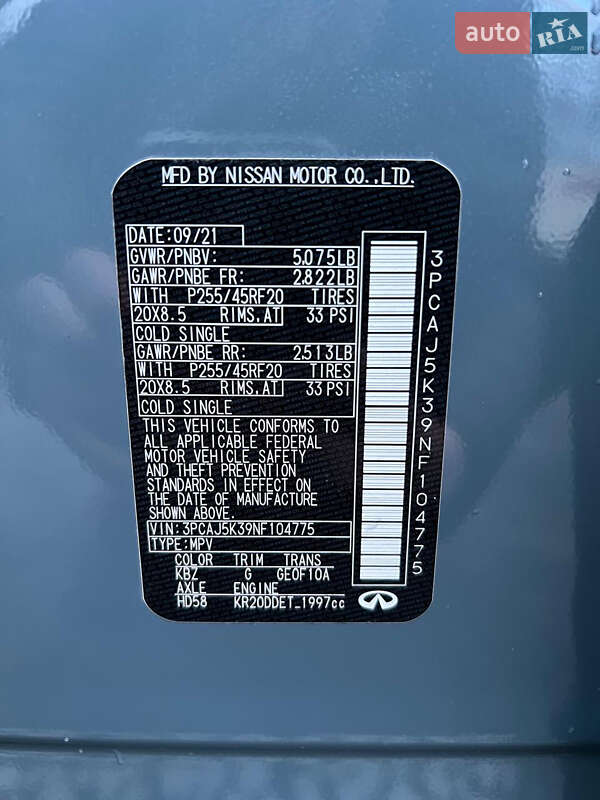 auto RIA.com
MFD BY NISSAN MOTOR CO.,LTD.
DATE:09/21
GVWR/PNBV: 5.075LB
GAWR/PNBE FR: 2.822LB
WITH P255/45RF20 TIRES
20X8.5 RIMS.AT 33 PSI
COLD SINGLE
GAWR/PNBE RR: 2.513LB
WITH P255/45RF20 TIRES
20X8.5 RIMS.AT 33 PSI
COLD SINGLE
THIS VEHICLE CONFORMS TO
ALL APPLICABLE FEDERAL
MOTOR VEHICLE SAFETY
AND THEFT PREVENTION
STANDARDS IN EFFECT ON
THE DATE OF MANUFACTURE
SHOWN ABOVE.
VIN:3PCAJ5K39NF104775
TYPE:MPV
COLOR TRIM TRANS
KBZ G GE0F10A
AXLE ENGINE
HD58 KR20DDET_1997cc
3PCAJ5K39NF104775